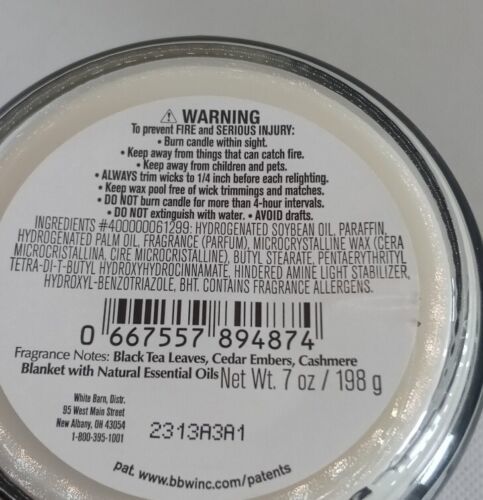 ⚠ WARNING
To prevent FIRE and SERIOUS INJURY:
• Burn candle within sight.
• Keep away from things that can catch fire.
• Keep away from children and pets.
• ALWAYS trim wicks to 1/4 inch before each relighting.
• Keep wax pool free of wick trimmings and matches.
• DO NOT burn candle for more than 4-hour intervals.
• DO NOT extinguish with water. • AVOID drafts.
INGREDIENTS #400000061299: HYDROGENATED SOYBEAN OIL, PARAFFIN,
HYDROGENATED PALM OIL, FRAGRANCE (PARFUM), MICROCRYSTALLINE WAX (CERA
MICROCRISTALLINA, CIRE MICROCRISTALLINE), BUTYL STEARATE, PENTAERYTHRITYL
TETRA-DI-T-BUTYL HYDROXYHYDROCINNAMATE, HINDERED AMINE LIGHT STABILIZER,
HYDROXYL-BENZOTRIAZOLE, BHT. CONTAINS FRAGRANCE ALLERGENS.
0 667557 894874
Fragrance Notes: Black Tea Leaves, Cedar Embers, Cashmere
Blanket with Natural Essential Oils Net Wt. 7 oz / 198 g
White Barn, Distr.
95 West Main Street
New Albany, OH 43054
1-800-395-1001
2313A3A1
pat. www.bbwinc.com/patents